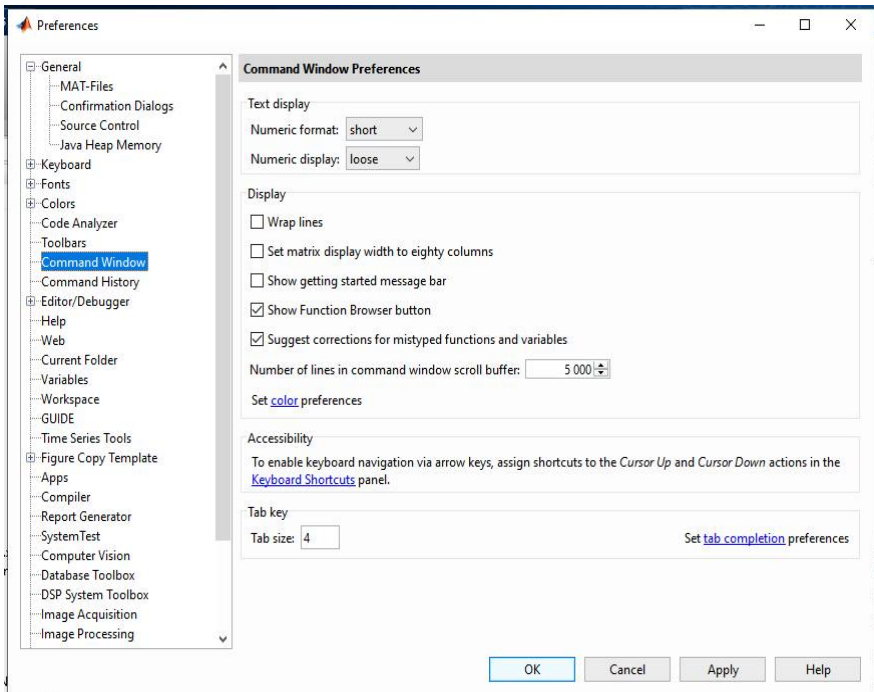 Preferences
General
MAT-Files
Confirmation Dialogs
Source Control
Java Heap Memory
Keyboard
Fonts
Colors
Code Analyzer
Toolbars
Command Window
Command History
Editor/Debugger
Help
Web
Current Folder
Variables
Workspace
GUIDE
Time Series Tools
Figure Copy Template
Apps
Compiler
Report Generator
SystemTest
Computer Vision
Database Toolbox
DSP System Toolbox
Image Acquisition
Image Processing
Command Window Preferences
Text display
Numeric format: short
Numeric display: loose
Display
Wrap lines
Set matrix display width to eighty columns
Show getting started message bar
Show Function Browser button
Suggest corrections for mistyped functions and variables
Number of lines in command window scroll buffer: 5 000
Set color preferences
Accessibility
To enable keyboard navigation via arrow keys, assign shortcuts to the Cursor Up and Cursor Down actions in the
Keyboard Shortcuts panel.
Tab key
Tab size: 4 Set tab completion preferences
OK Cancel Apply Help